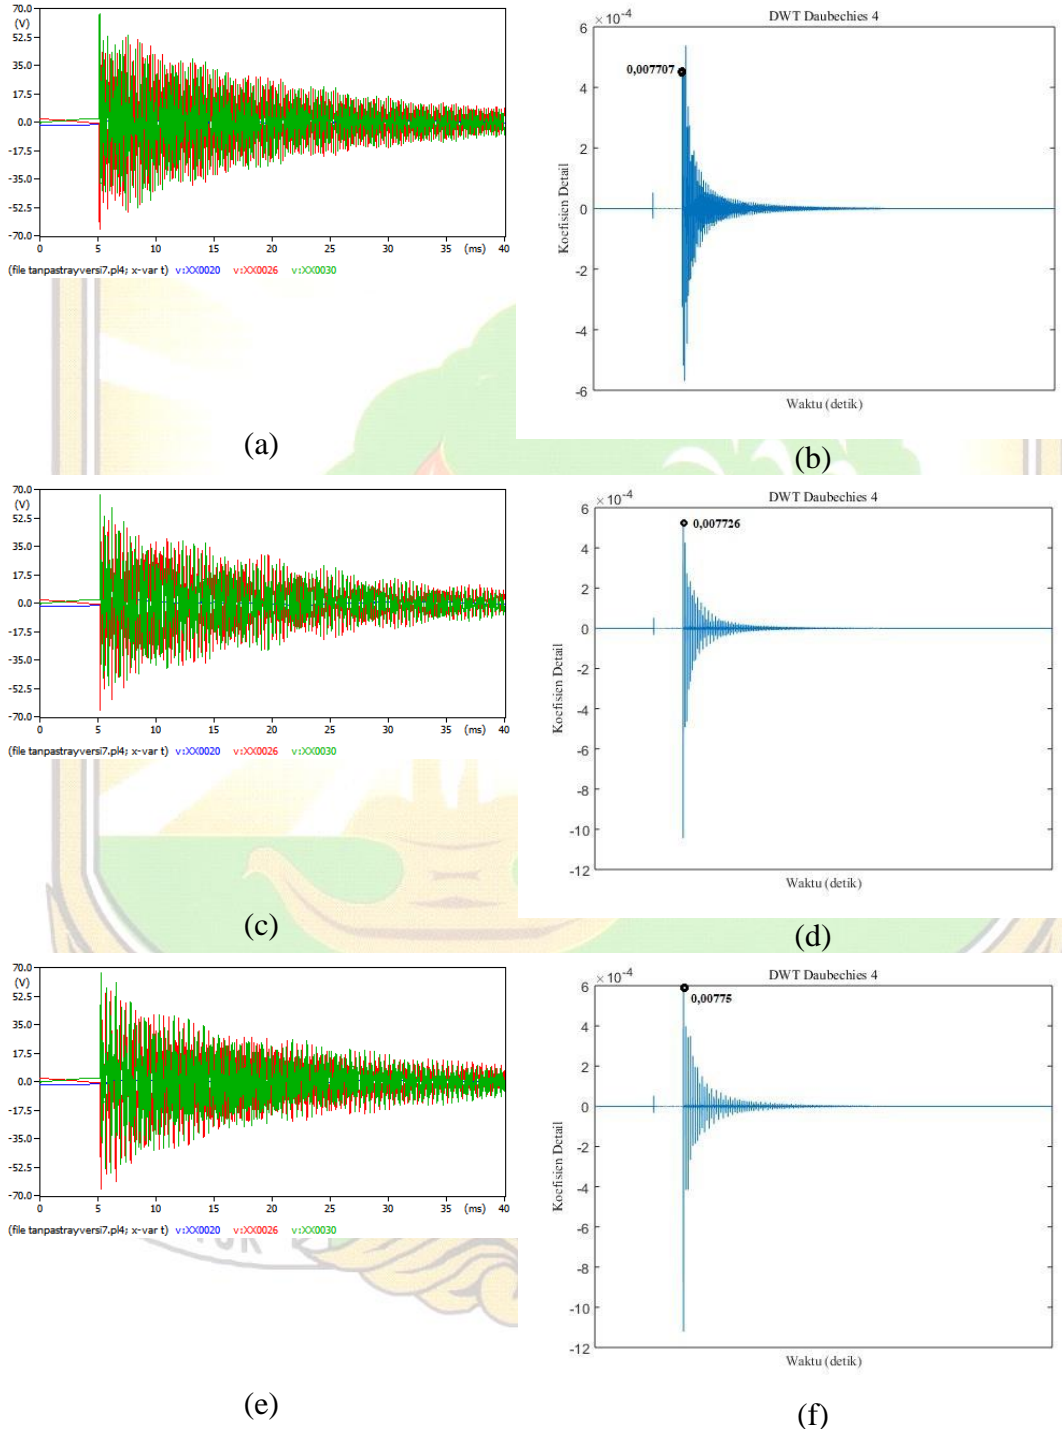 70.0
(V)
52.5
35.0
17.5
0.0
-17.5
-35.0
-52.5
-70.0
0 5 10 15 20 25 30 35 (ms) 40
(file tanpastrayversi7.pl4; x-var t) v:XX0020 v:XX0026 v:XX0030
(a)
×10-4
DWT Daubechies 4
6
4
2
0
-2
-4
-6
0,007707
Koefisien Detail
Waktu (detik)
(b)
70.0
(V)
52.5
35.0
17.5
0.0
-17.5
-35.0
-52.5
-70.0
0 5 10 15 20 25 30 35 (ms) 40
(file tanpastrayversi7.pl4; x-var t) v:XX0020 v:XX0026 v:XX0030
(c)
×10-4
DWT Daubechies 4
6
4
2
0
-2
-4
-6
-8
-10
-12
0,007726
Koefisien Detail
Waktu (detik)
(d)
70.0
(V)
52.5
35.0
17.5
0.0
-17.5
-35.0
-52.5
-70.0
0 5 10 15 20 25 30 35 (ms) 40
(file tanpastrayversi7.pl4; x-var t) v:XX0020 v:XX0026 v:XX0030
(e)
×10-4
DWT Daubechies 4
6
4
2
0
-2
-4
-6
-8
-10
-12
0,00775
Koefisien Detail
Waktu (detik)
(f)